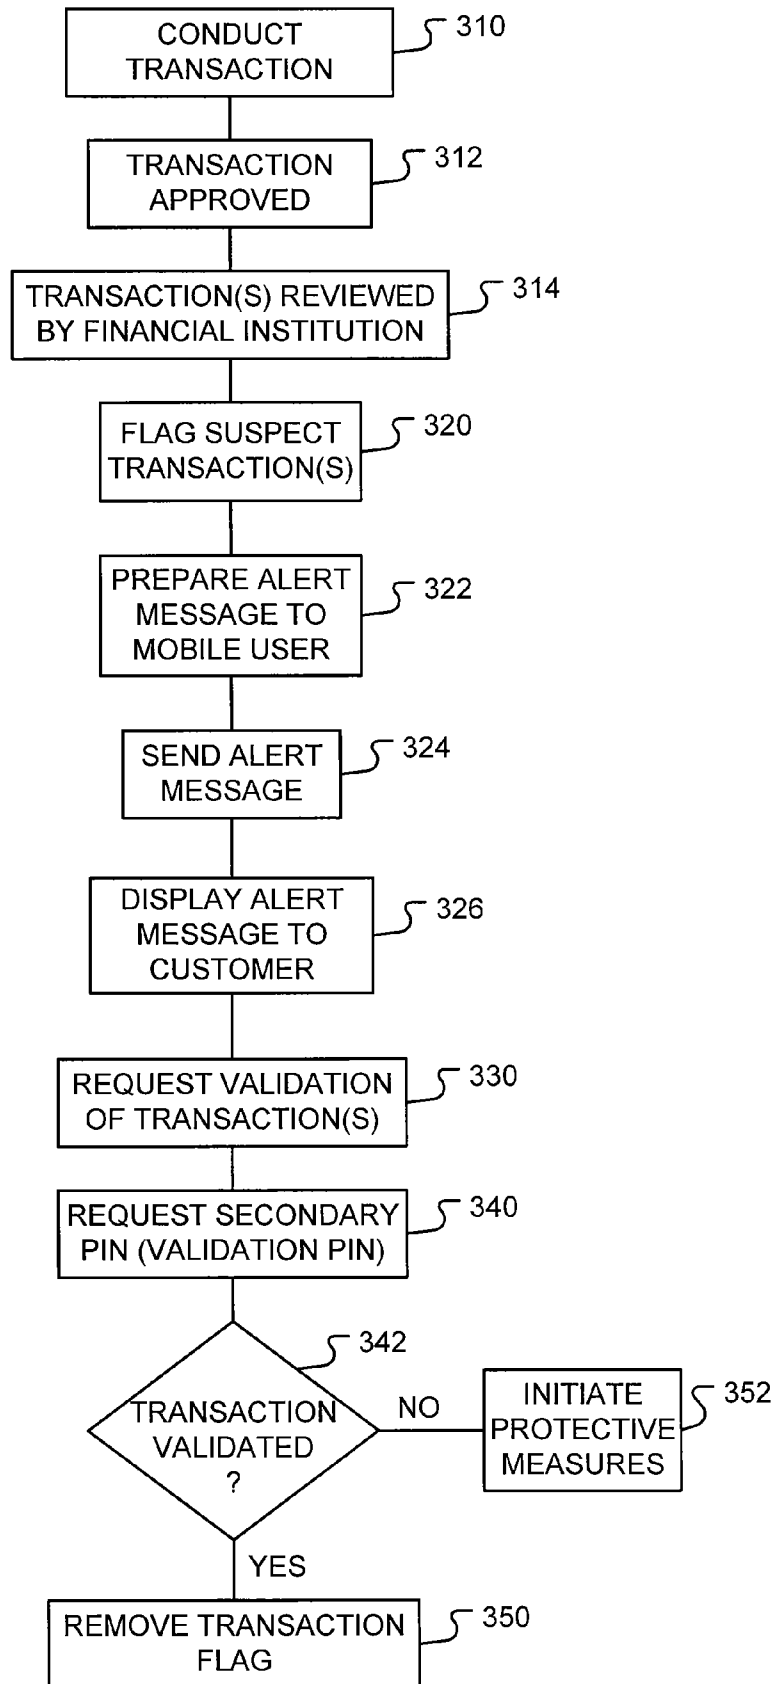 CONDUCT
TRANSACTION
310
TRANSACTION
APPROVED
312
TRANSACTION(S) REVIEWED
BY FINANCIAL INSTITUTION
314
FLAG SUSPECT
TRANSACTION(S)
320
PREPARE ALERT
MESSAGE TO
MOBILE USER
322
SEND ALERT
MESSAGE
324
DISPLAY ALERT
MESSAGE TO
CUSTOMER
326
REQUEST VALIDATION
OF TRANSACTION(S)
330
REQUEST SECONDARY
PIN (VALIDATION PIN)
340
TRANSACTION
VALIDATED
?
342
NO
INITIATE
PROTECTIVE
MEASURES
352
YES
REMOVE TRANSACTION
FLAG
350